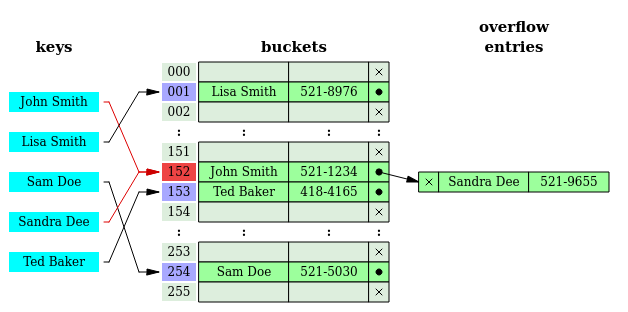 keys
buckets
overflow
entries
John Smith
Lisa Smith
Sam Doe
Sandra Dee
Ted Baker
000
001 Lisa Smith 521-8976
002
: : : :
151
152 John Smith 521-1234
153 Ted Baker 418-4165
154
: : : :
253
254 Sam Doe 521-5030
255
Sandra Dee 521-9655